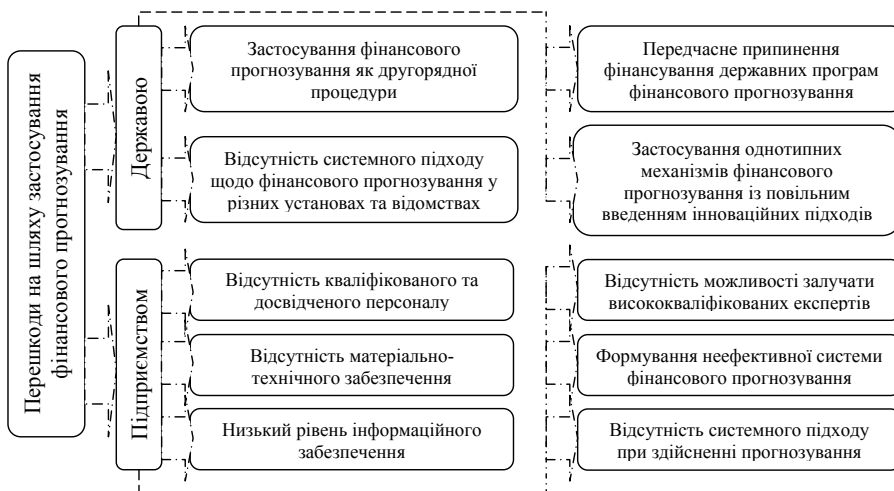 Перешкоди на шляху застосування
фінансового прогнозування
Державою
Застосування фінансового
прогнозування як другорядної
процедури
Відсутність системного підходу
щодо фінансового прогнозування у
різних установах та відомствах
Передчасне припинення
фінансування державних програм
фінансового прогнозування
Застосування однотипних
механізмів фінансового
прогнозування із повільним
введенням інноваційних підходів
Підприємством
Відсутність кваліфікованого та
досвідченого персоналу
Відсутність матеріально-
технічного забезпечення
Низький рівень інформаційного
забезпечення
Відсутність можливості залучати
висококваліфікованих експертів
Формування неефективної системи
фінансового прогнозування
Відсутність системного підходу
при здійсненні прогнозування